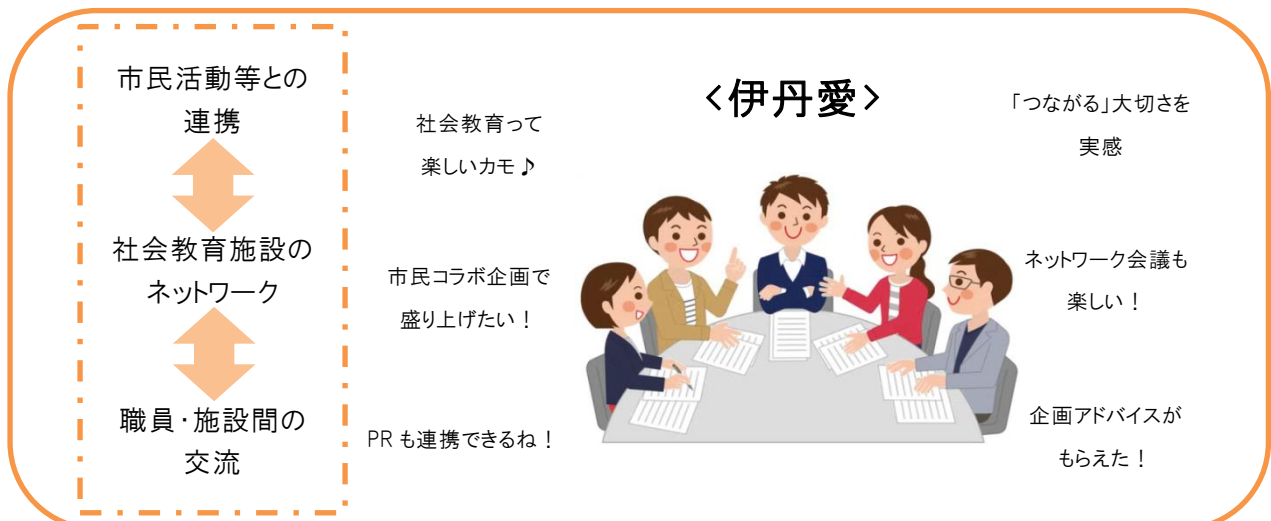 市民活動等との
連携
社会教育施設の
ネットワーク
職員・施設間の
交流
<伊丹愛>
社会教育って
楽しいカモ♪
市民コラボ企画で
盛り上げたい！
PRも連携できるね！
「つながる」大切さを
実感
ネットワーク会議も
楽しい！
企画アドバイスが
もらえた！